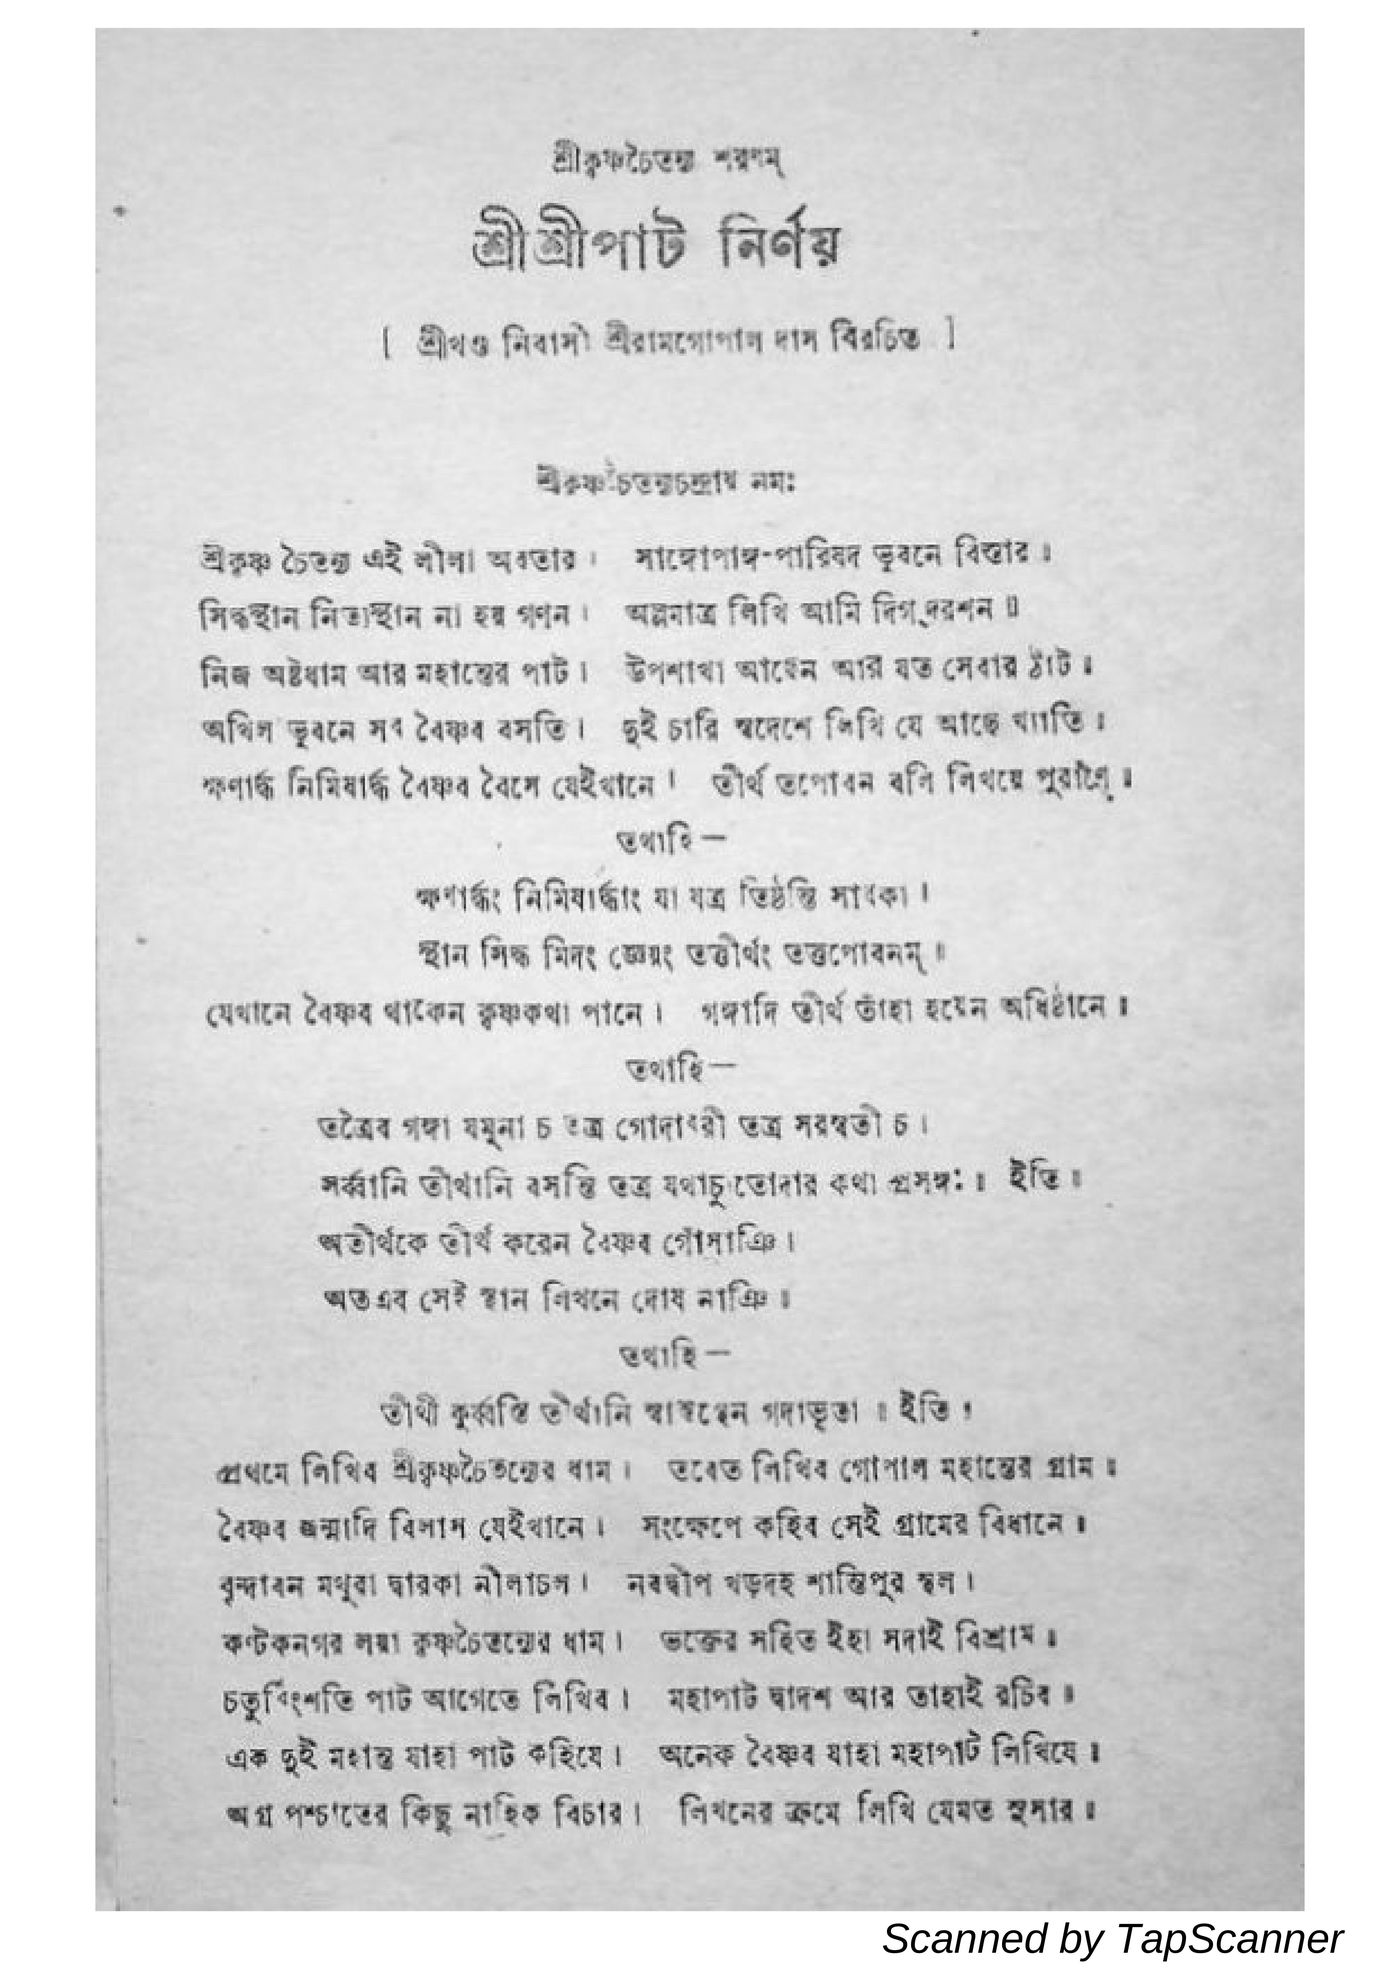 শ্রীকৃষ্ণচৈতন্য শরণম্
শ্রীশ্রীপাট নির্ণয়
[ শ্রীখণ্ড নিবাসী শ্রীরামগোপাল দাস বিরচিত ]
শ্রীকৃষ্ণচৈতন্যচন্দ্রায় নমঃ
শ্রীকৃষ্ণ চৈতন্য এই লীলা অবতার। সাঙ্গোপাঙ্গ-পারিষদ ভুবনে বিস্তার॥
সিদ্ধস্থান নিত্যস্থান না হয় গণন। অল্পমাত্র লিখি আমি দিগ্‌দরশন॥
নিজ অষ্টধাম আর মহান্তের পাট। উপশাখা আছেন আর যত সেবার ঠাট॥
অখিল ভুবনে সব বৈষ্ণব বসতি। দুই চারি স্বদেশে লিখি যে আছে খ্যাতি॥
ক্ষণার্দ্ধ নিমিষার্দ্ধ বৈষ্ণব বৈসে যেইখানে। তীর্থ তপোবন বলি লিখয়ে পুরাণে॥
তথাহি—
ক্ষণার্দ্ধং নিমিষার্দ্ধাং যা যত্র তিষ্ঠন্তি সাধকা।
স্থান সিদ্ধ মিদং জ্ঞেয়ং তত্তীর্থং তত্তপোবনম্॥
যেখানে বৈষ্ণব থাকেন কৃষ্ণকথা পানে। গঙ্গাদি তীর্থ তাঁহা হয়েন অধিষ্ঠানে॥
তথাহি—
তত্রৈব গঙ্গা যমুনা চ তত্র গোদাবরী তত্র সরস্বতী চ।
সর্ব্বানি তীথানি বসন্তি তত্র যথাচুতোদার কথা প্রসঙ্গঃ॥ ইতি॥
অতীর্থকে তীর্থ করেন বৈষ্ণব গোঁসাঞি।
অতএব সেই স্থান লিখনে দোষ নাঞি॥
তথাহি—
তীর্থী কুর্ব্বন্তি তীর্থানি গদাভৃতা॥ ইতি।
প্রথমে লিখিব শ্রীকৃষ্ণচৈতন্যের ধাম। তবেত লিখিব গোপাল মহান্তের গ্রাম॥
বৈষ্ণব জন্মাদি বিলাস যেইখানে। সংক্ষেপে কহিব সেই গ্রামের বিধানে॥
বৃন্দাবন মথুরা দ্বারকা নীলাচল। নবদ্বীপ খড়দহ শান্তিপুর স্থল।
কণ্টকনগর লয়া কৃষ্ণচৈতন্যের ধাম। ভক্তের সহিত ইহা সদাই বিশ্রাম॥
চতুর্বিংশতি পাট আগেতে লিখিব। মহাপাট দ্বাদশ আর তাহাই রচিব॥
এক দুই মহান্ত যাহা পাট কহিযে। অনেক বৈষ্ণব যাহা মহাপাট লিখিযে॥
অগ্র পশ্চাতের কিছু নাহিক বিচার। লিখনের ক্রমে লিখি যেমত সুসার॥
Scanned by TapScanner